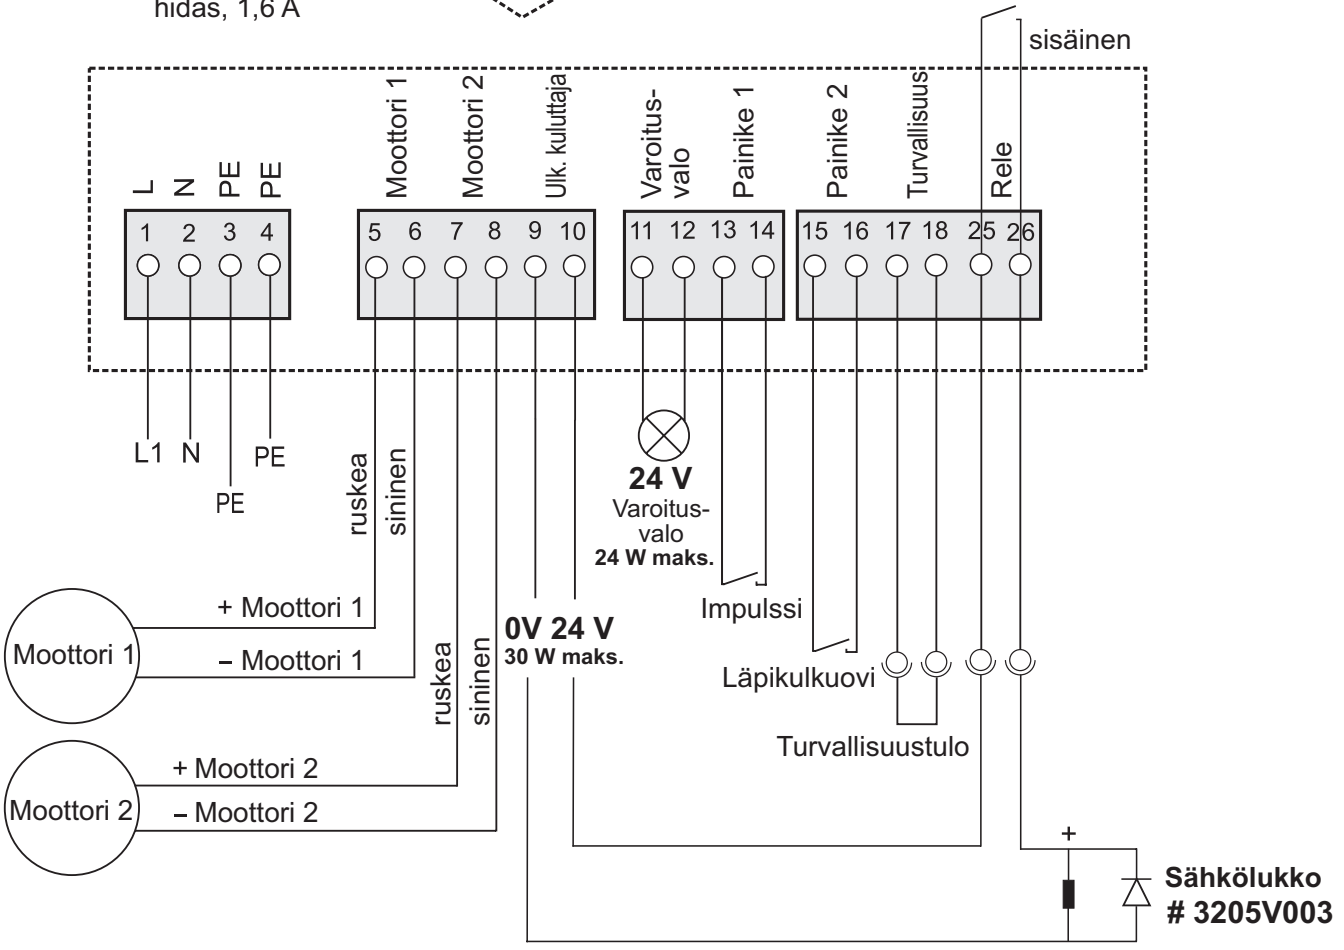 hidas, 1,6 A
sisäinen
L
N
PE
PE
Moottori 1
Moottori 2
Ulk. kuluttaja
Varoitus-
valo
Painike 1
Painike 2
Turvallisuus
Rele
1 2 3 4
5 6 7 8 9 10
11 12 13 14
15 16 17 18 25 26
L1 N
PE
PE
ruskea
sininen
24 V
Varoitus-
valo
24 W maks.
Impulssi
+ Moottori 1
Moottori 1
– Moottori 1
0V 24 V
30 W maks.
ruskea
sininen
Läpikulkuovi
Turvallisuustulo
+ Moottori 2
Moottori 2
– Moottori 2
+
Sähkölukko
# 3205V003